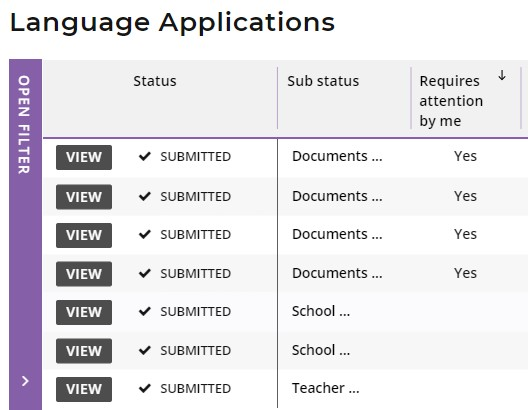 Language Applications
OPEN FILTER
Status Sub status Requires attention by me
VIEW SUBMITTED Documents ... Yes
VIEW SUBMITTED Documents ... Yes
VIEW SUBMITTED Documents ... Yes
VIEW SUBMITTED Documents ... Yes
VIEW SUBMITTED School ...
VIEW SUBMITTED School ...
VIEW SUBMITTED Teacher ...